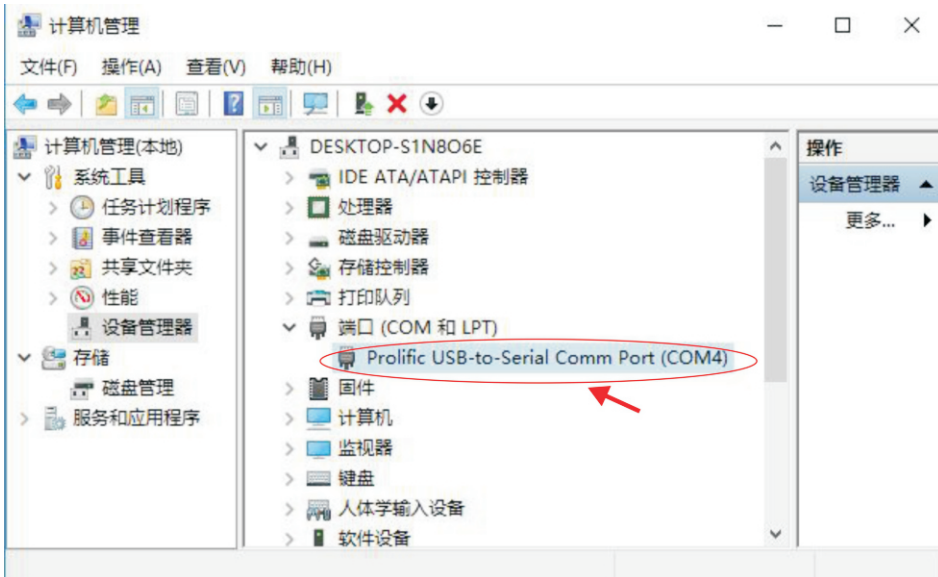 计算机管理
文件(F) 操作(A) 查看(V) 帮助(H)
计算机管理(本地)
系统工具
任务计划程序
事件查看器
共享文件夹
性能
设备管理器
存储
磁盘管理
服务和应用程序
DESKTOP-S1N8O6E
IDE ATA/ATAPI 控制器
处理器
磁盘驱动器
存储控制器
打印队列
端口 (COM 和 LPT)
Prolific USB-to-Serial Comm Port (COM4)
固件
计算机
监视器
键盘
人体学输入设备
软件设备
操作
设备管理器
更多...